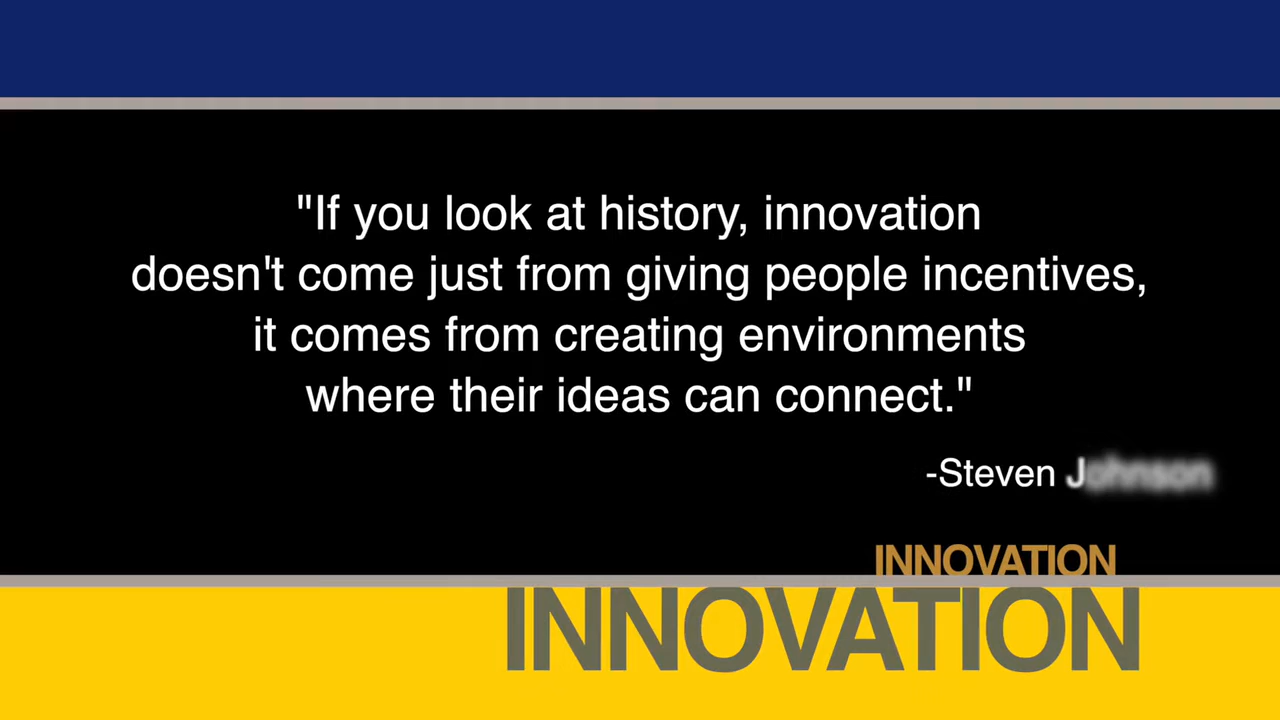 "If you look at history, innovation
doesn't come just from giving people incentives,
it comes from creating environments
where their ideas can connect."
-Steven Johnson
INNOVATION
INNOVATION